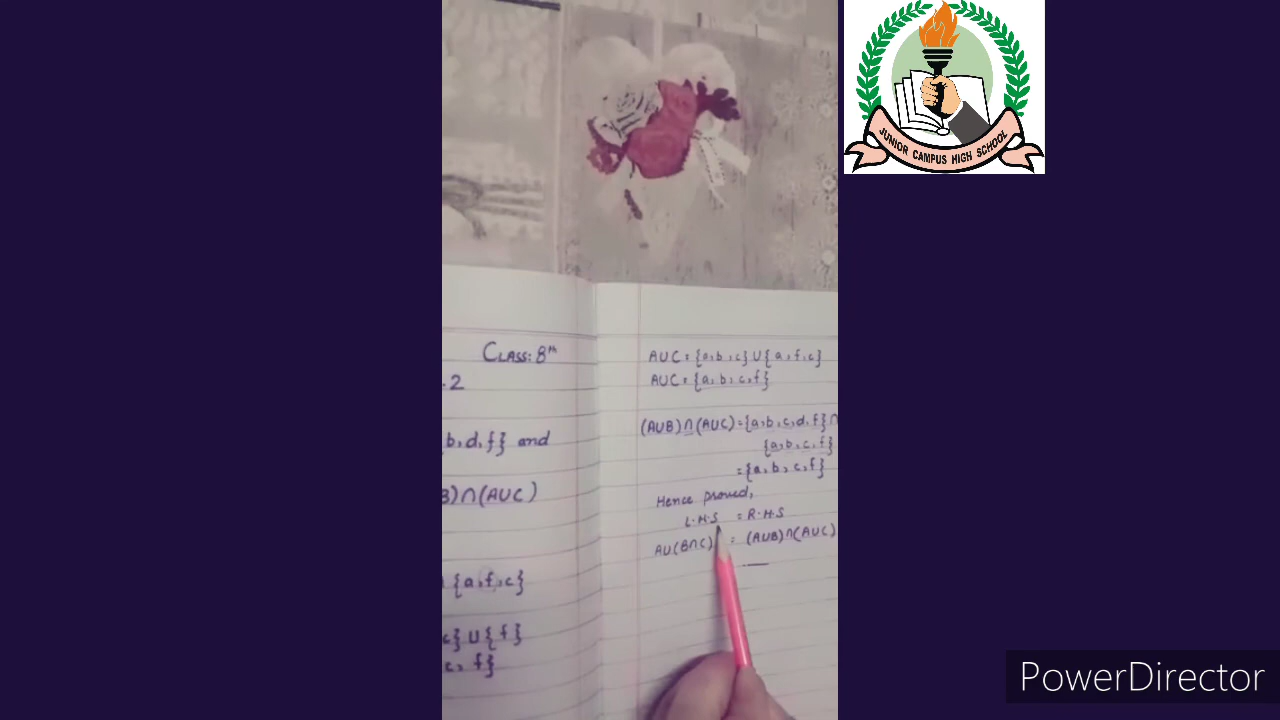 JUNIOR CAMPUS HIGH SCHOOL
CLASS: 8th
.2
b,d,f} and
B)∩(AUC)
{a,f,c}
c} U {f}
c, f}
AUC = {a,b,c} U {a,f,c}
AUC = {a,b,c,f}
(AUB)∩(AUC) = {a,b,c,d,f} ∩
{a,b,c,f}
= {a,b,c,f}
Hence proved,
L.H.S = R.H.S
AU(B∩C) = (AUB)∩(AUC)
PowerDirector